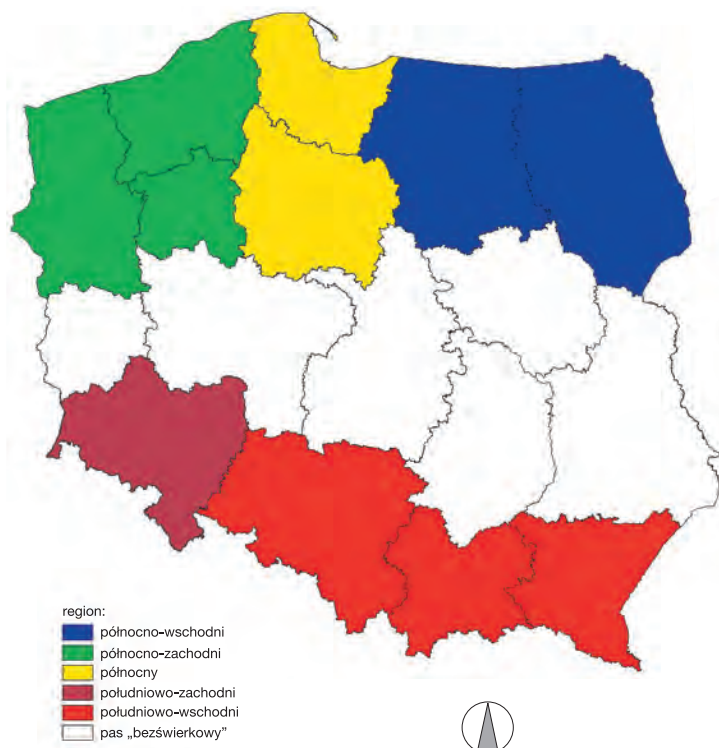 region:
północno-wschodni
północno-zachodni
północny
południowo-zachodni
południowo-wschodni
pas „bezświerkowy”